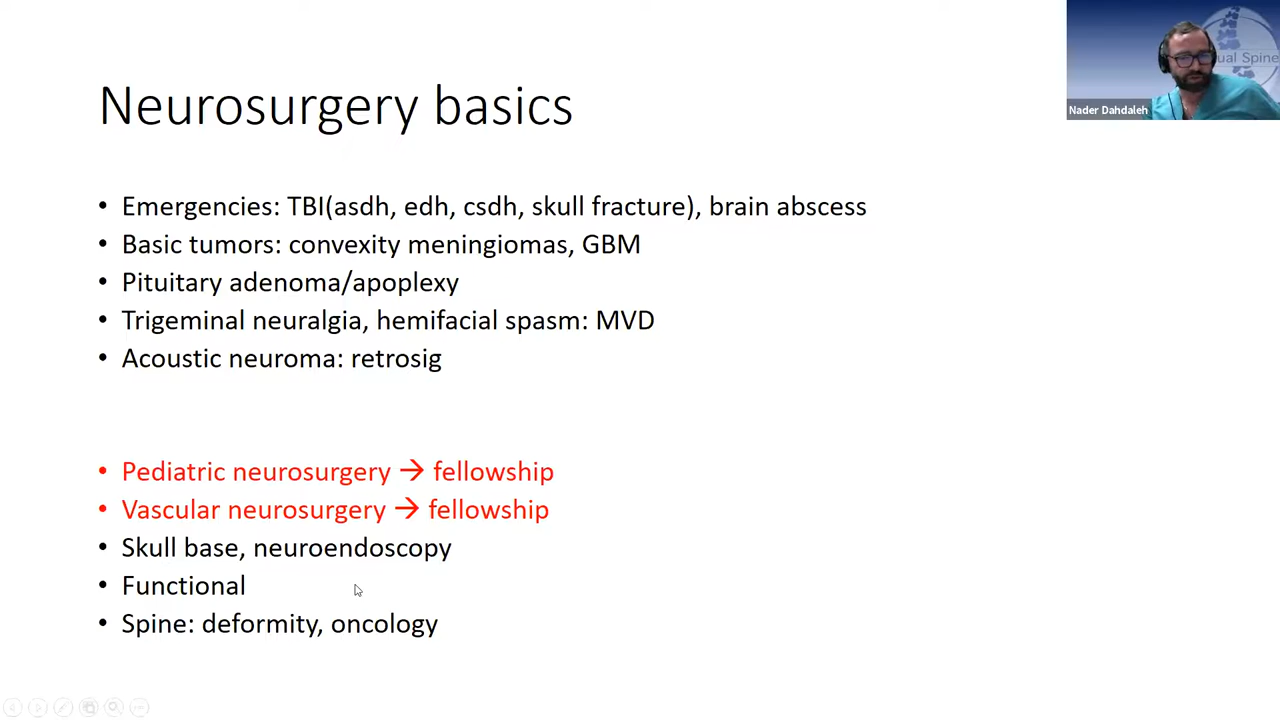 Neurosurgery basics
ual Spine
Nader Dahdaleh
• Emergencies: TBI(asdh, edh, csdh, skull fracture), brain abscess
• Basic tumors: convexity meningiomas, GBM
• Pituitary adenoma/apoplexy
• Trigeminal neuralgia, hemifacial spasm: MVD
• Acoustic neuroma: retrosig
• Pediatric neurosurgery → fellowship
• Vascular neurosurgery → fellowship
• Skull base, neuroendoscopy
• Functional
• Spine: deformity, oncology